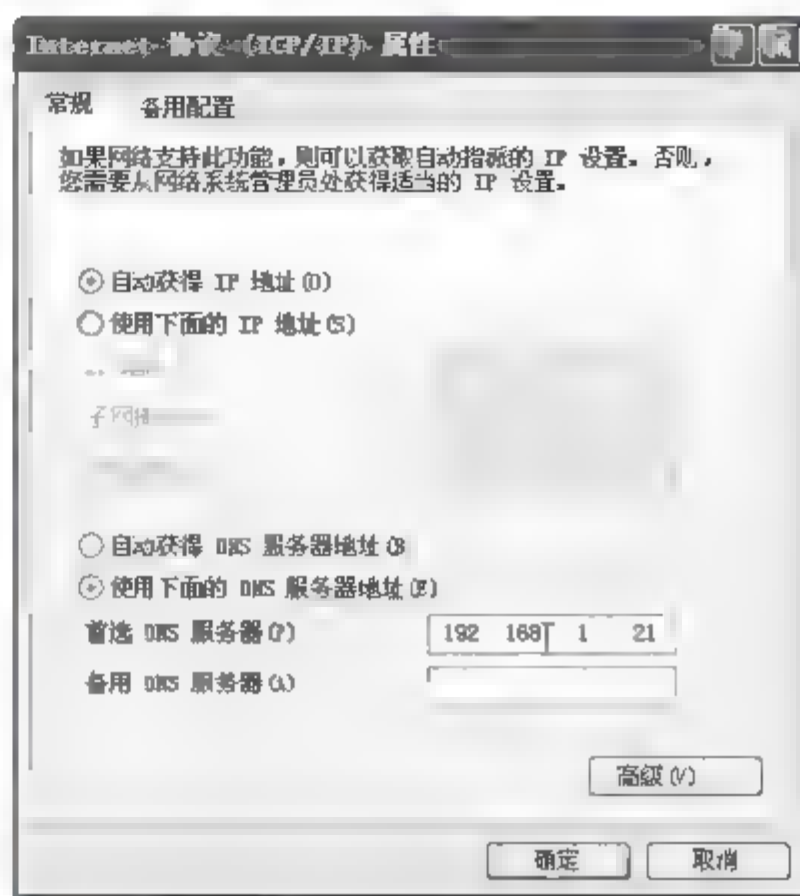 Internet 协议 (TCP/IP) 属性
常规 备用配置
如果网络支持此功能，则可以获取自动指派的 IP 设置。否则，
您需要从网络系统管理员处获得适当的 IP 设置。
自动获得 IP 地址(O)
使用下面的 IP 地址(S)
子网掩
自动获得 DNS 服务器地址(B
使用下面的 DNS 服务器地址(E)
首选 DNS 服务器(P) 192 168 1 21
备用 DNS 服务器(A)
高级(V)
确定 取消